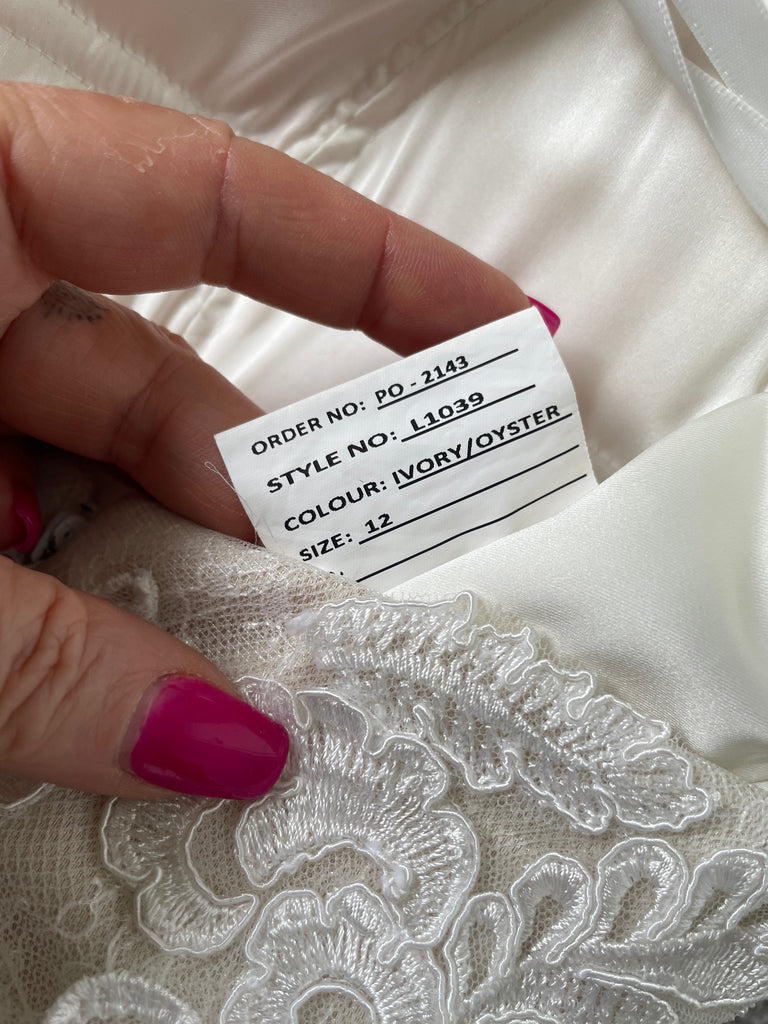 ORDER NO: PO - 2143
STYLE NO: L1039
COLOUR: IVORY/OYSTER
SIZE: 12